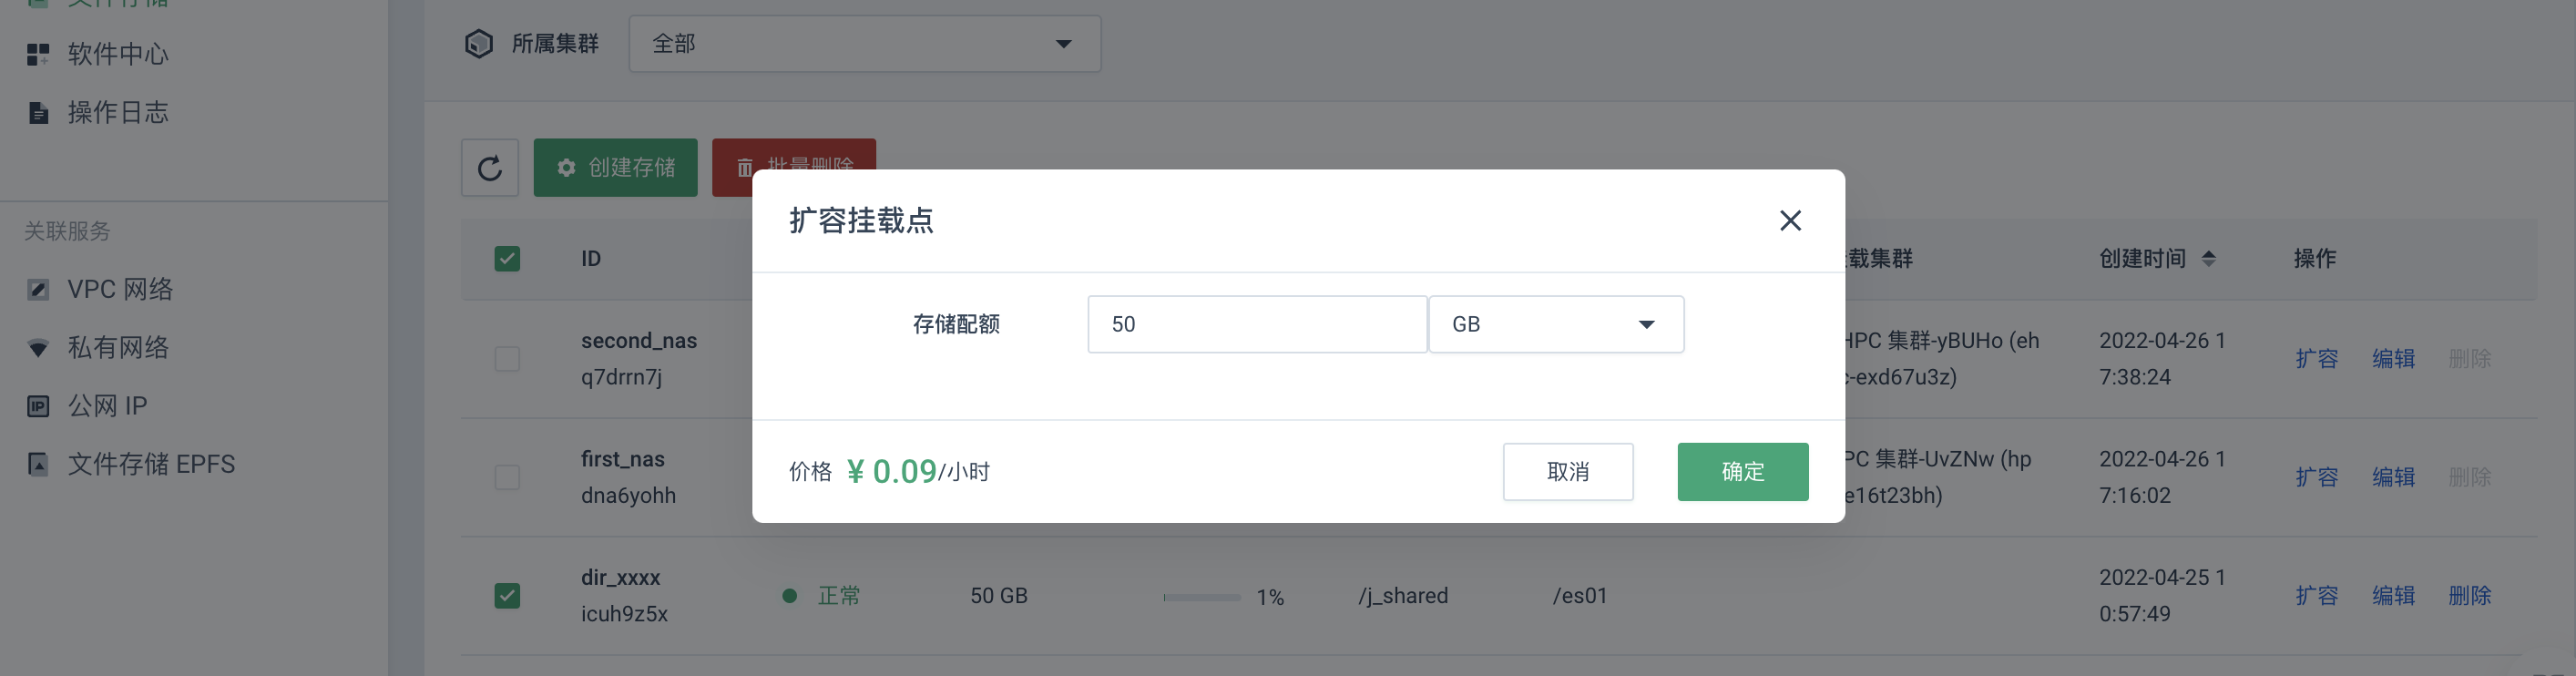 软件中心
操作日志
关联服务
VPC 网络
私有网络
公网 IP
文件存储 EPFS
所属集群 全部
创建存储 批量删除
扩容挂载点
存储配额 50 GB
价格 ¥ 0.09/小时 取消 确定
ID 载集群 创建时间 操作
second_nas HPC 集群-yBUHo (eh 2022-04-26 1
q7drrn7j c-exd67u3z) 7:38:24 扩容 编辑 删除
first_nas PC 集群-UvZNw (hp 2022-04-26 1
dna6yohh e16t23bh) 7:16:02 扩容 编辑 删除
dir_xxxx 正常 50 GB 1% /j_shared /es01 2022-04-25 1
icuh9z5x 0:57:49 扩容 编辑 删除